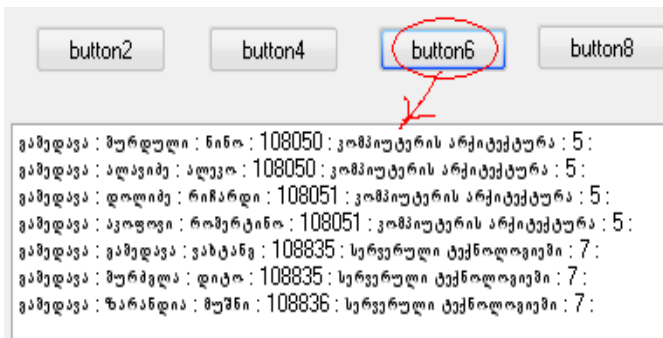 button2 button4 button6 button8
გამედავა : მურდული : ნინო : 108050 : კომპიუტერის არქიტექტურა : 5 :
გამედავა : ალავიძე : ალეკო : 108050 : კომპიუტერის არქიტექტურა : 5 :
გამედავა : დოლიძე : რიჩარდი : 108051 : კომპიუტერის არქიტექტურა : 5 :
გამედავა : აკოფოვი : რობერტინო : 108051 : კომპიუტერის არქიტექტურა : 5 :
გამედავა : გამედავა : ვახტანგ : 108835 : სერვერული ტექნოლოგიები : 7 :
გამედავა : მურძგლა : დიტო : 108835 : სერვერული ტექნოლოგიები : 7 :
გამედავა : ზარანდია : მუშნი : 108836 : სერვერული ტექნოლოგიები : 7 :